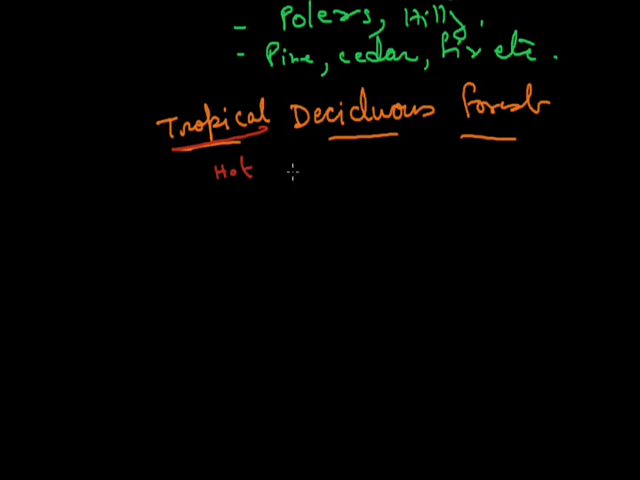 - Polers, Hilly.
- Pine, cedar, fir etc.
Tropical Deciduous Forest
Hot